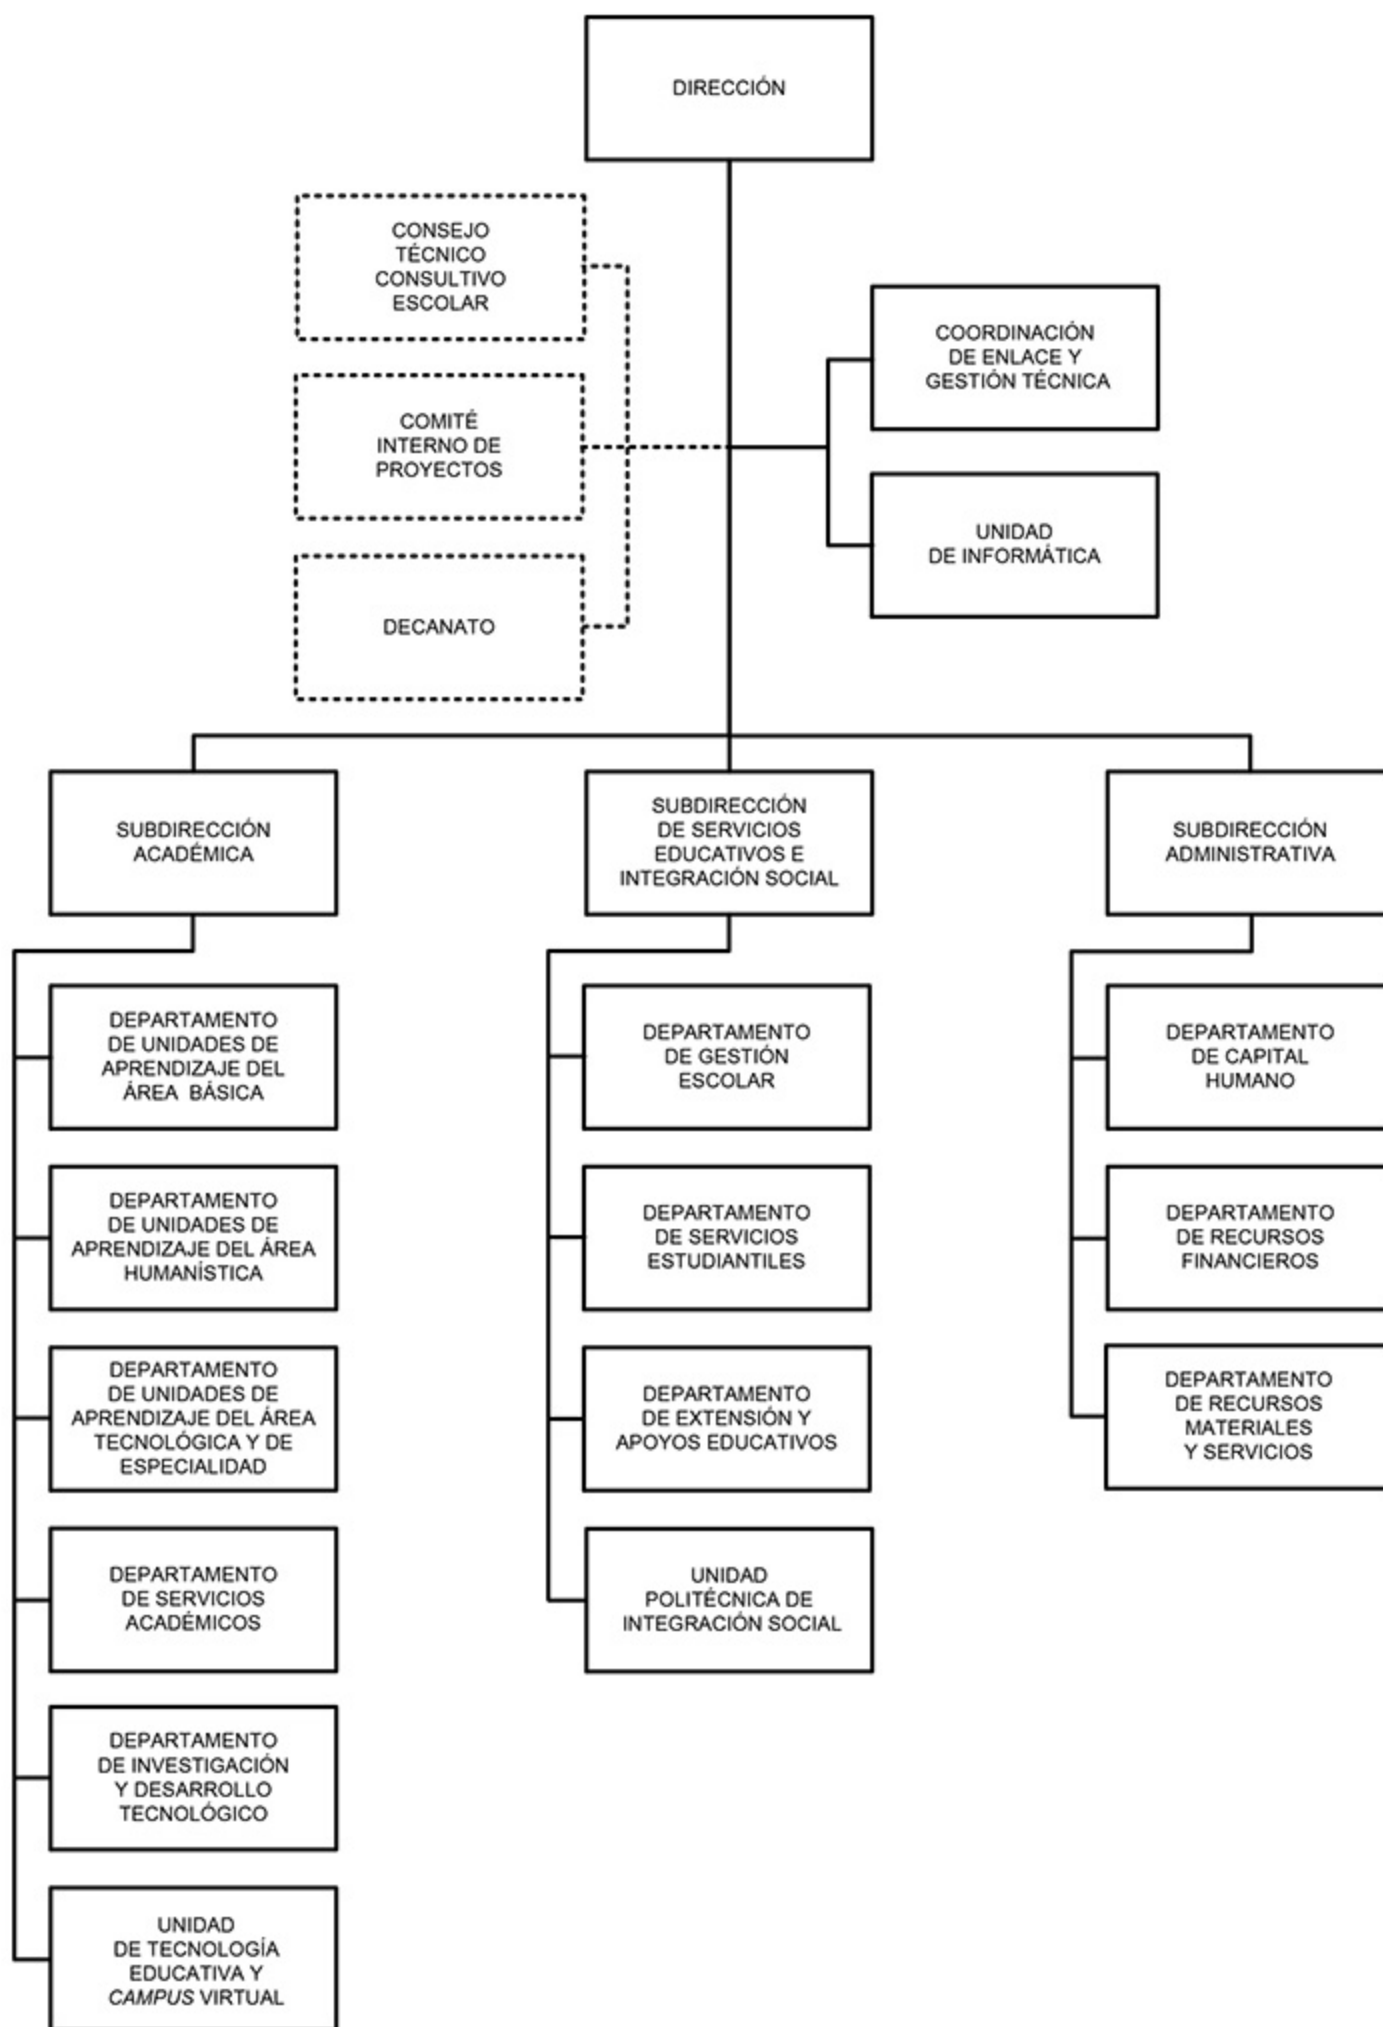 DIRECCIÓN
CONSEJO
TÉCNICO
CONSULTIVO
ESCOLAR
COORDINACIÓN
DE ENLACE Y
GESTIÓN TÉCNICA
COMITÉ
INTERNO DE
PROYECTOS
UNIDAD
DE INFORMÁTICA
DECANATO
SUBDIRECCIÓN
ACADÉMICA
SUBDIRECCIÓN
DE SERVICIOS
EDUCATIVOS E
INTEGRACIÓN SOCIAL
SUBDIRECCIÓN
ADMINISTRATIVA
DEPARTAMENTO
DE UNIDADES DE
APRENDIZAJE DEL
ÁREA BÁSICA
DEPARTAMENTO
DE UNIDADES DE
APRENDIZAJE DEL ÁREA
HUMANÍSTICA
DEPARTAMENTO
DE UNIDADES DE
APRENDIZAJE DEL ÁREA
TECNOLÓGICA Y DE
ESPECIALIDAD
DEPARTAMENTO
DE SERVICIOS
ACADÉMICOS
DEPARTAMENTO
DE INVESTIGACIÓN
Y DESARROLLO
TECNOLÓGICO
UNIDAD
DE TECNOLOGÍA
EDUCATIVA Y
CAMPUS VIRTUAL
DEPARTAMENTO
DE GESTIÓN
ESCOLAR
DEPARTAMENTO
DE SERVICIOS
ESTUDIANTILES
DEPARTAMENTO
DE EXTENSIÓN Y
APOYOS EDUCATIVOS
UNIDAD
POLITÉCNICA DE
INTEGRACIÓN SOCIAL
DEPARTAMENTO
DE CAPITAL
HUMANO
DEPARTAMENTO
DE RECURSOS
FINANCIEROS
DEPARTAMENTO
DE RECURSOS
MATERIALES
Y SERVICIOS